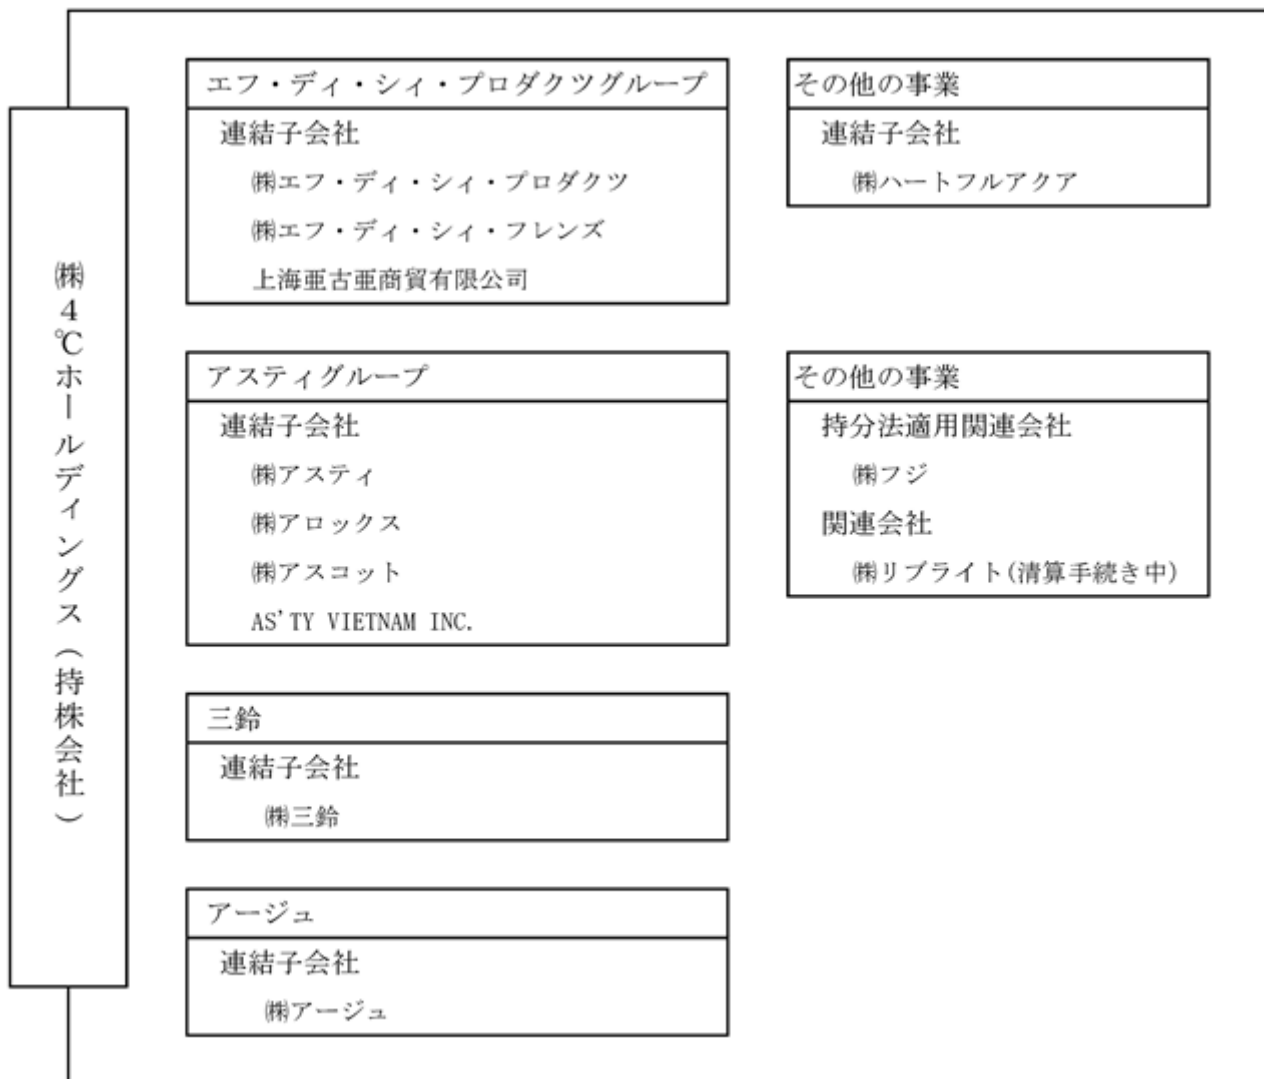 ㈱4℃ホールディングス(持株会社)
エフ・ディ・シィ・プロダクツグループ
連結子会社
㈱エフ・ディ・シィ・プロダクツ
㈱エフ・ディ・シィ・フレンズ
上海亜古亜商貿有限公司
その他の事業
連結子会社
㈱ハートフルアクア
アスティグループ
連結子会社
㈱アスティ
㈱アロックス
㈱アスコット
AS'TY VIETNAM INC.
その他の事業
持分法適用関連会社
㈱フジ
関連会社
㈱リブライト(清算手続き中)
三鈴
連結子会社
㈱三鈴
アージュ
連結子会社
㈱アージュ